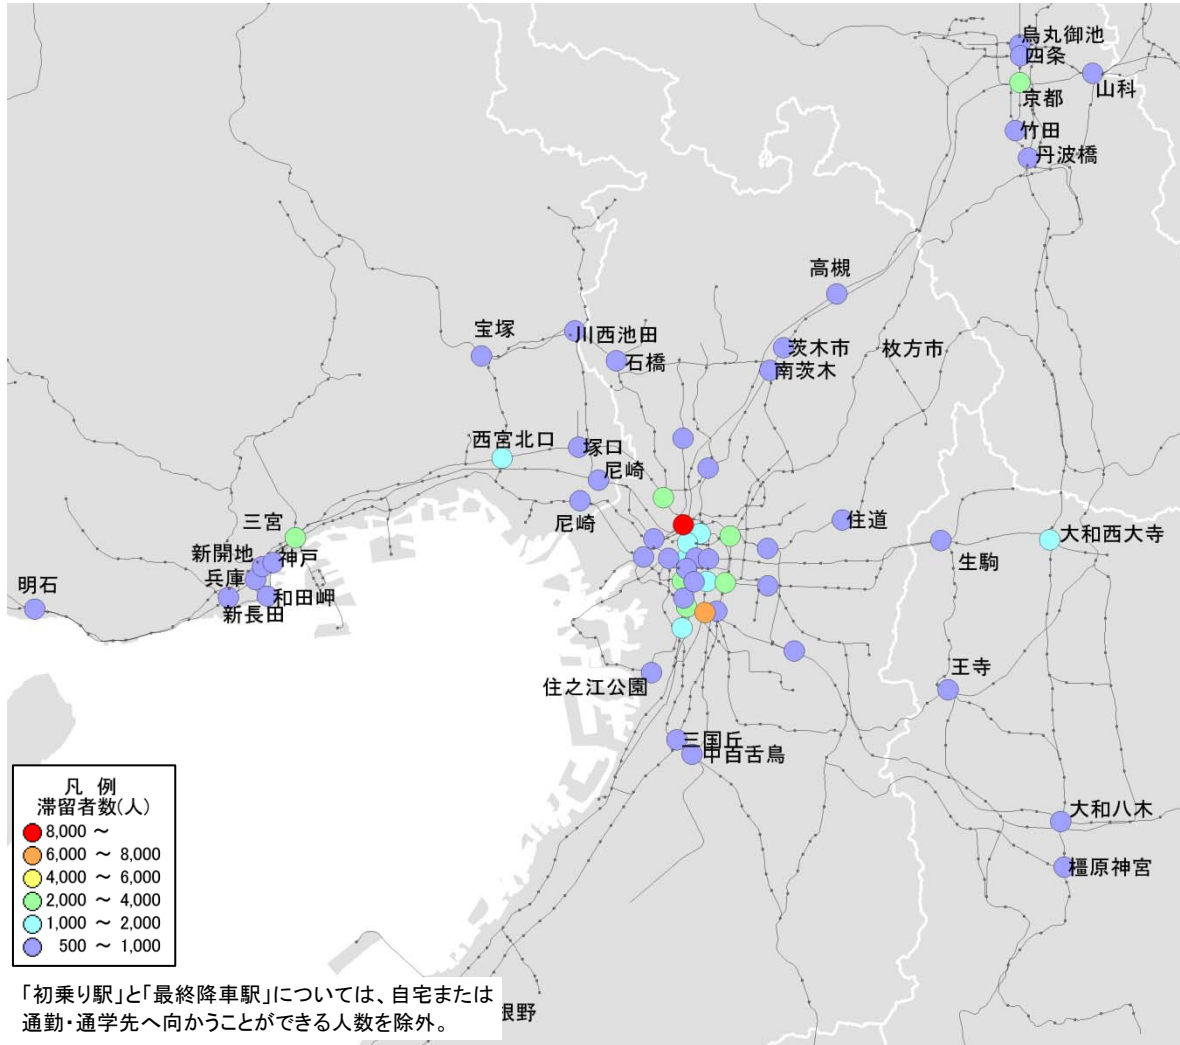 烏丸御池
四条
山科
京都
竹田
丹波橋
高槻
宝塚
川西池田
石橋
茨木市
枚方市
南茨木
西宮北口
塚口
尼崎
尼崎
住道
三宮
大和西大寺
生駒
新開地
神戸
兵庫
明石
和田岬
新長田
住之江公園
王寺
三国丘
中百舌鳥
大和八木
橿原神宮
凡 例
滞留者数(人)
8,000 ～
6,000 ～ 8,000
4,000 ～ 6,000
2,000 ～ 4,000
1,000 ～ 2,000
500 ～ 1,000
「初乗り駅」と「最終降車駅」については、自宅または
通勤・通学先へ向かうことができる人数を除外。
根野